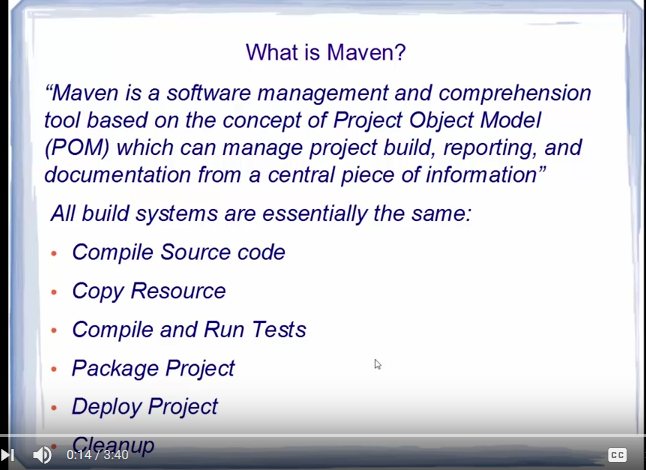 What is Maven?
“Maven is a software management and comprehension
tool based on the concept of Project Object Model
(POM) which can manage project build, reporting, and
documentation from a central piece of information”
All build systems are essentially the same:
• Compile Source code
• Copy Resource
• Compile and Run Tests
• Package Project
• Deploy Project
• Cleanup
0:14 / 3:40
CC